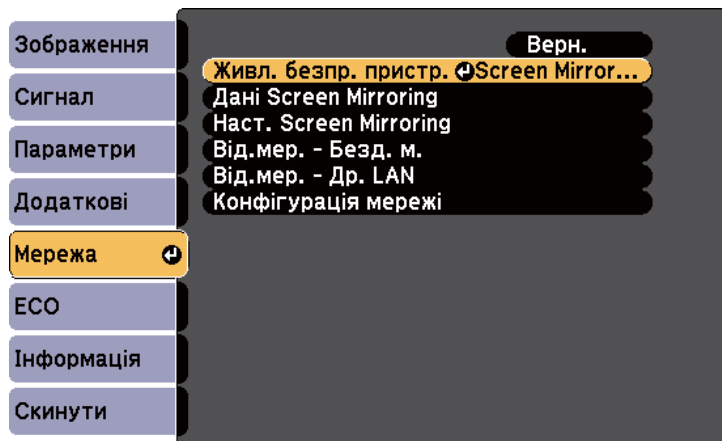 Зображення
Сигнал
Параметри
Додаткові
Мережа
ECO
Інформація
Скинути
Верн.
Живл. безпр. пристр. Screen Mirror...
Дані Screen Mirroring
Наст. Screen Mirroring
Від.мер. - Безд. м.
Від.мер. - Др. LAN
Конфігурація мережі